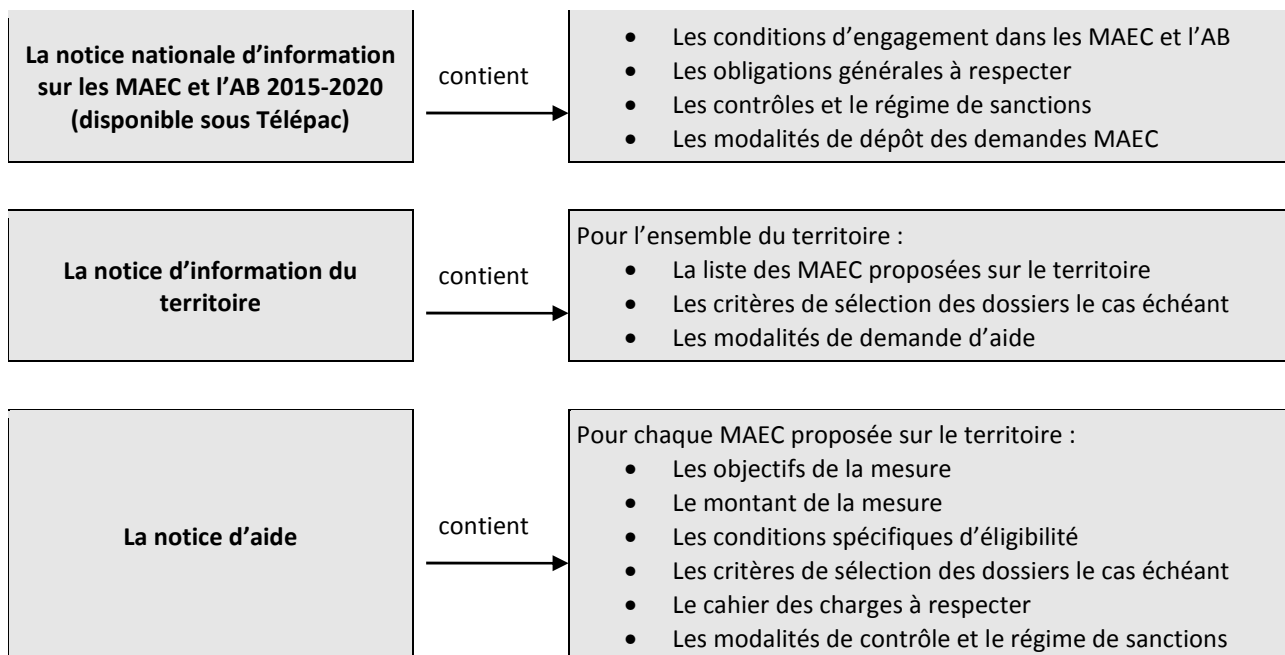 La notice nationale d’information
sur les MAEC et l’AB 2015-2020
(disponible sous Télépac)
contient
• Les conditions d’engagement dans les MAEC et l’AB
• Les obligations générales à respecter
• Les contrôles et le régime de sanctions
• Les modalités de dépôt des demandes MAEC
La notice d’information du
territoire
contient
Pour l’ensemble du territoire :
• La liste des MAEC proposées sur le territoire
• Les critères de sélection des dossiers le cas échéant
• Les modalités de demande d’aide
La notice d’aide
contient
Pour chaque MAEC proposée sur le territoire :
• Les objectifs de la mesure
• Le montant de la mesure
• Les conditions spécifiques d’éligibilité
• Les critères de sélection des dossiers le cas échéant
• Le cahier des charges à respecter
• Les modalités de contrôle et le régime de sanctions